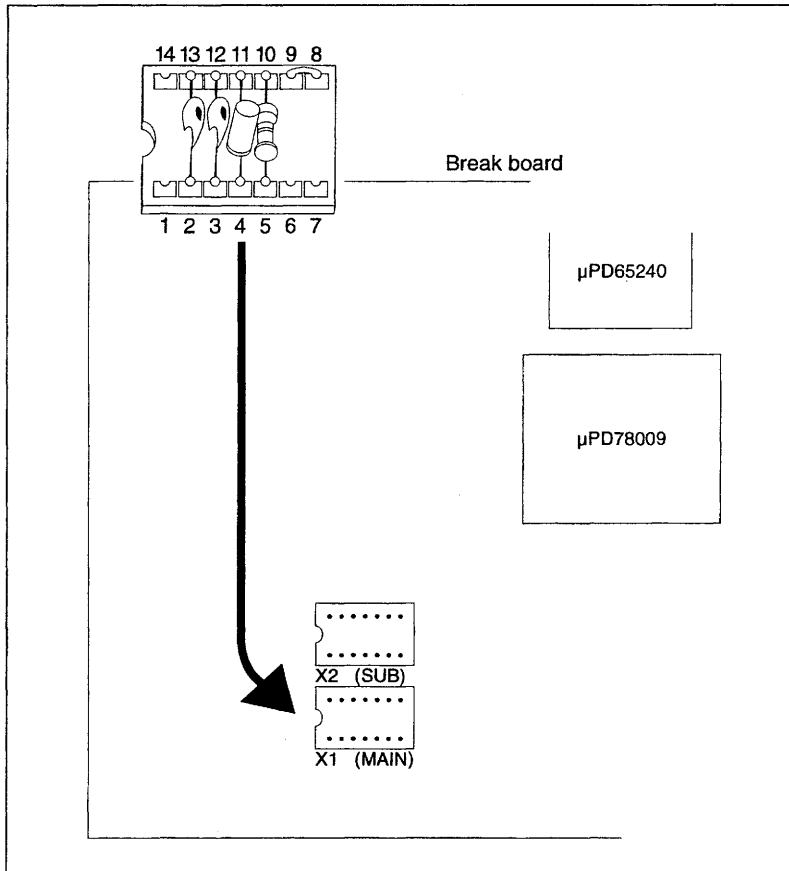 14 13 12 11 10 9 8
1 2 3 4 5 6 7
Break board
μPD65240
μPD78009
X2 (SUB)
X1 (MAIN)